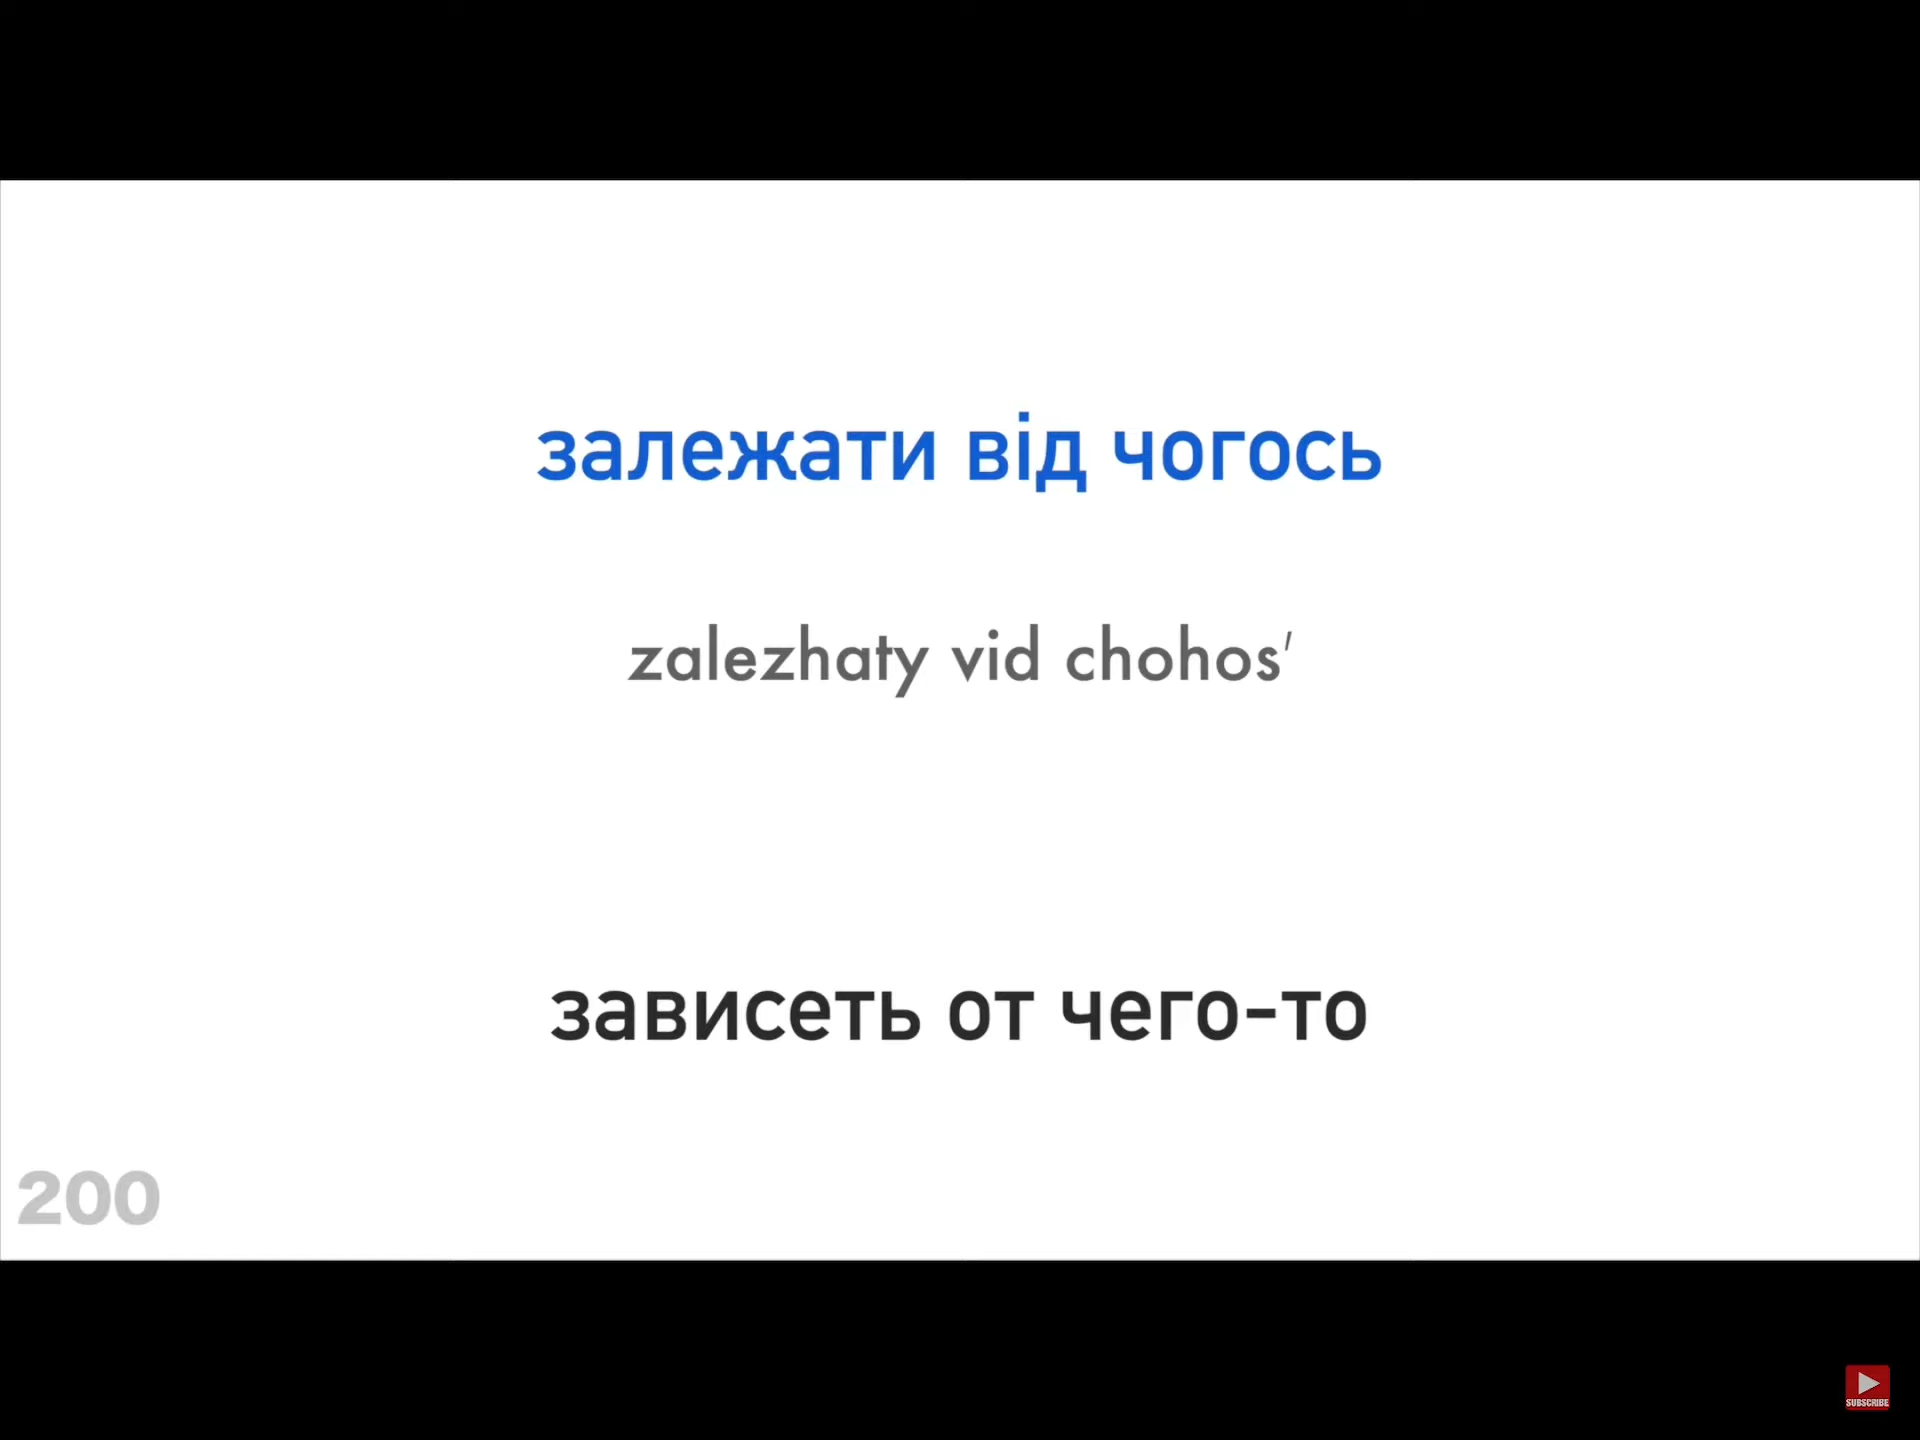 залежати від чогось
zalezhaty vid chohos'
зависеть от чего-то
200
SUBSCRIBE